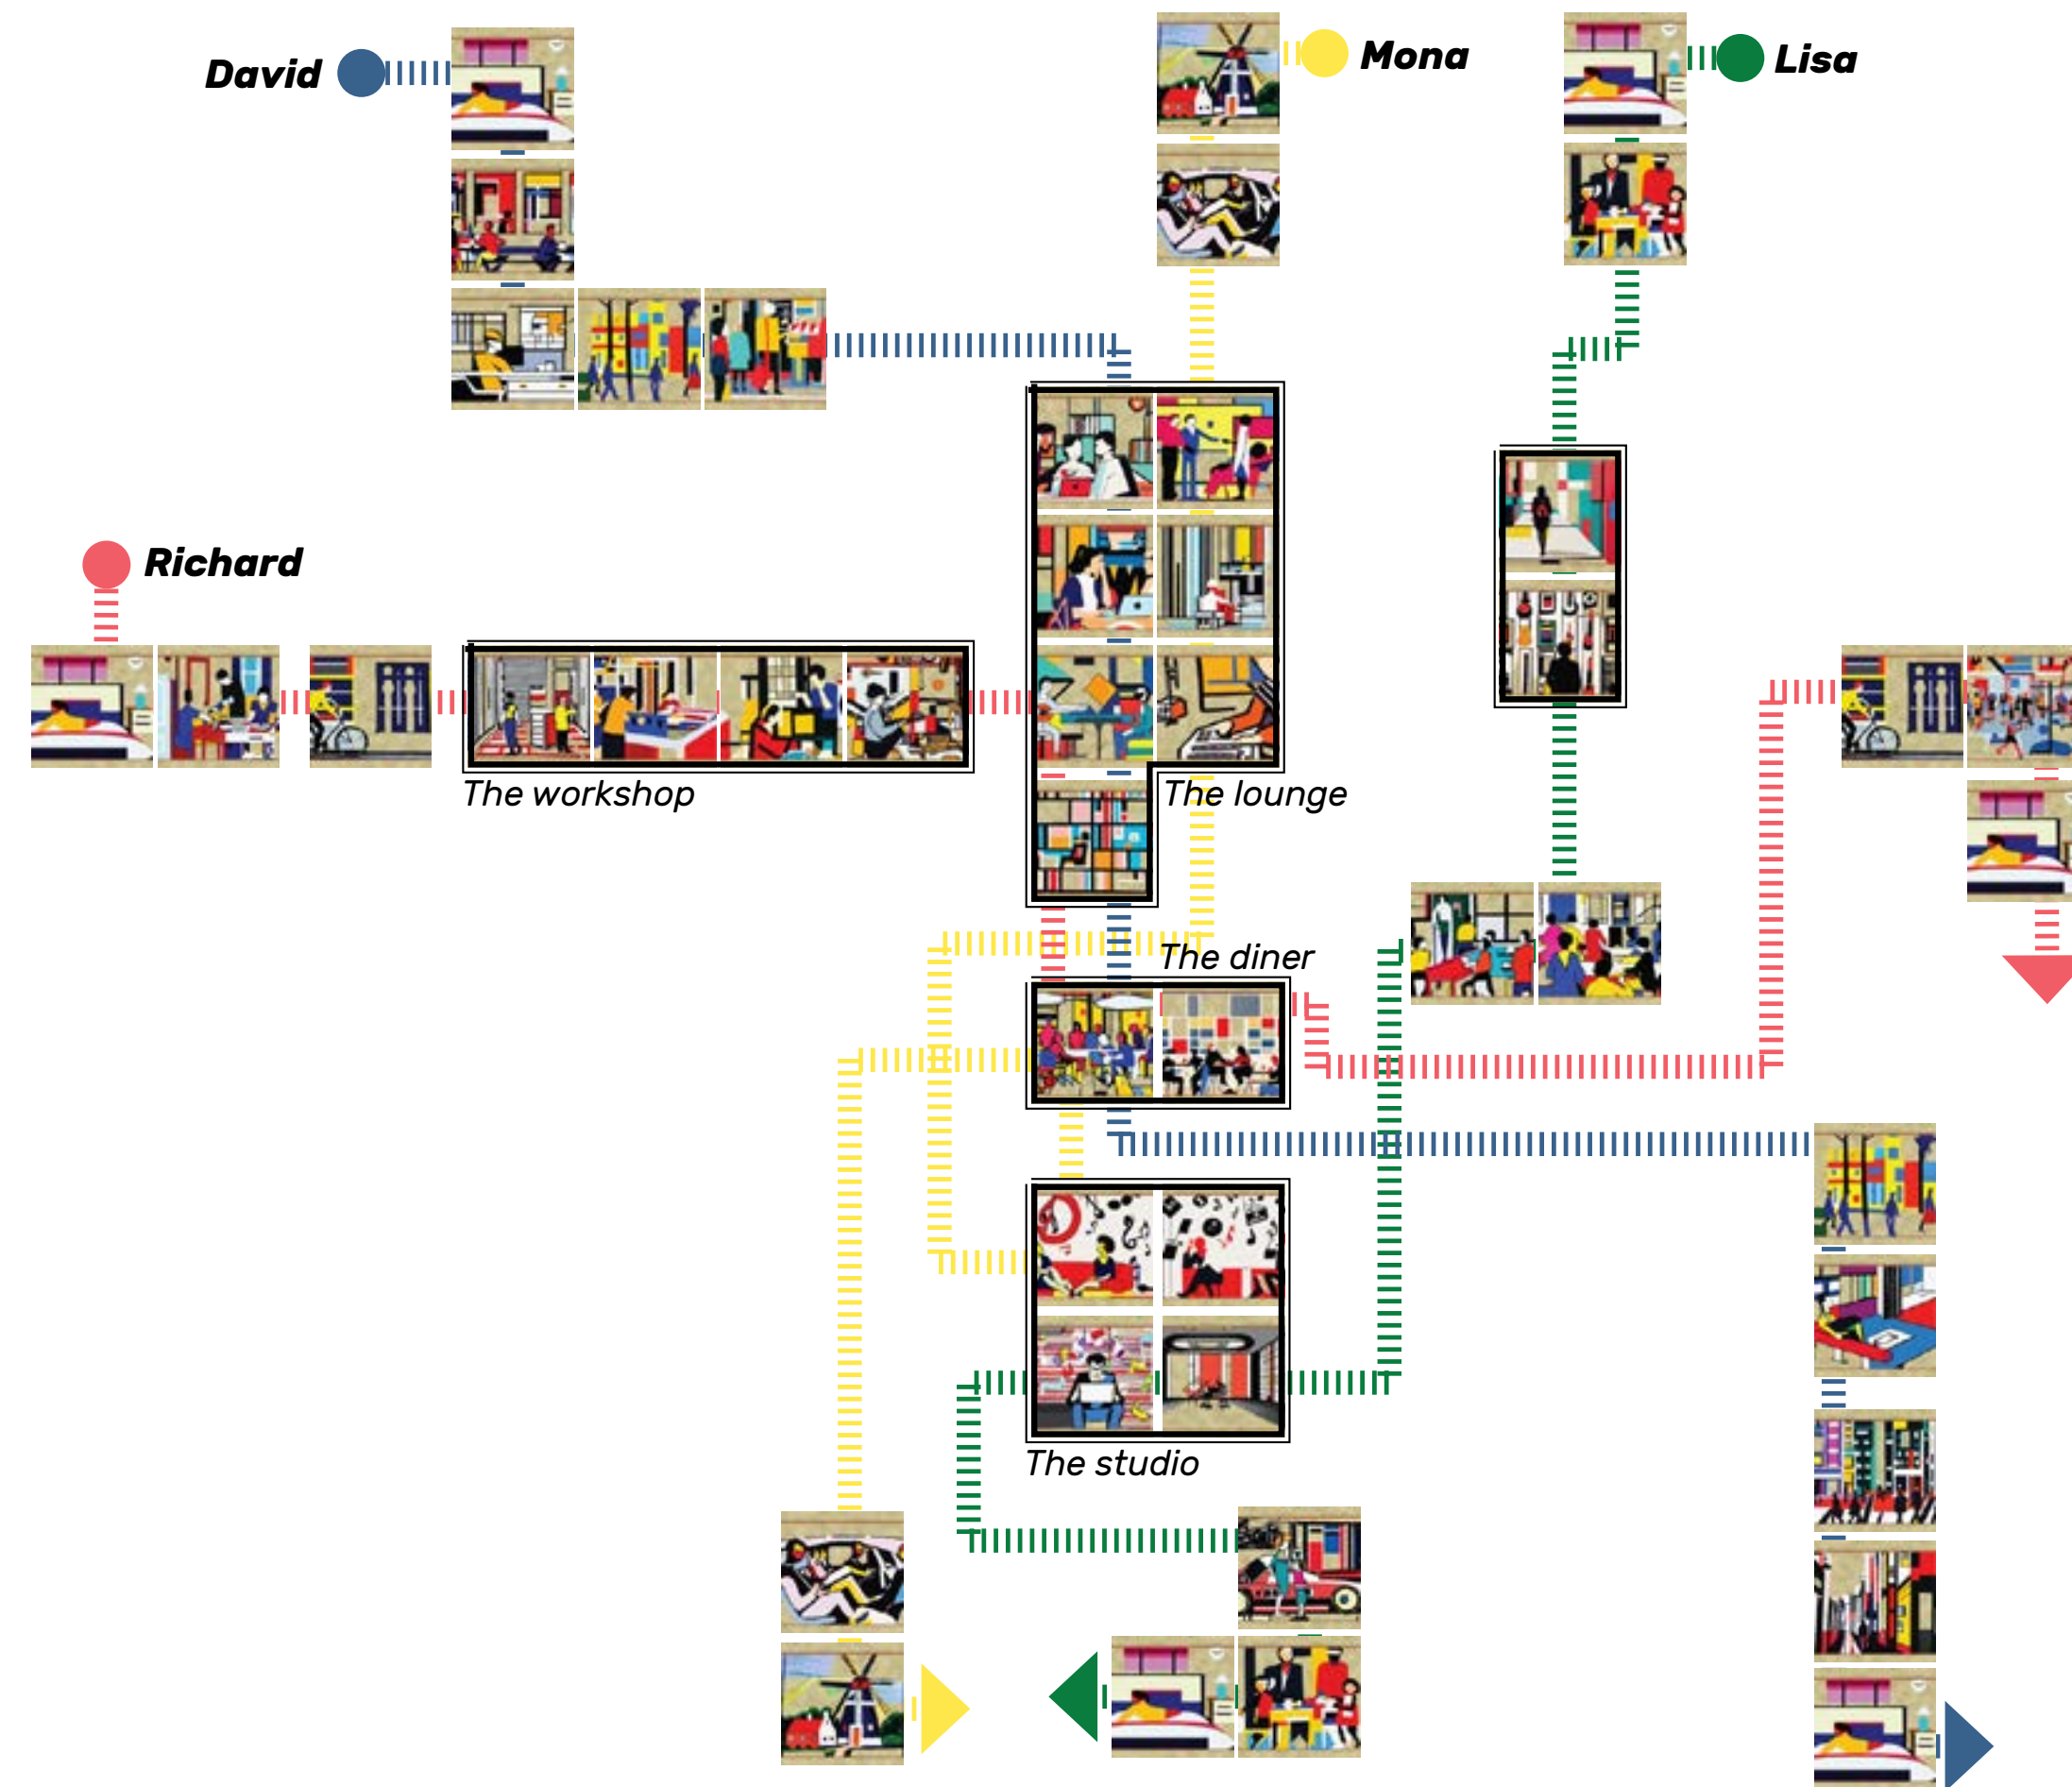 David
Mona
Lisa
Richard
The workshop
The lounge
The diner
The studio